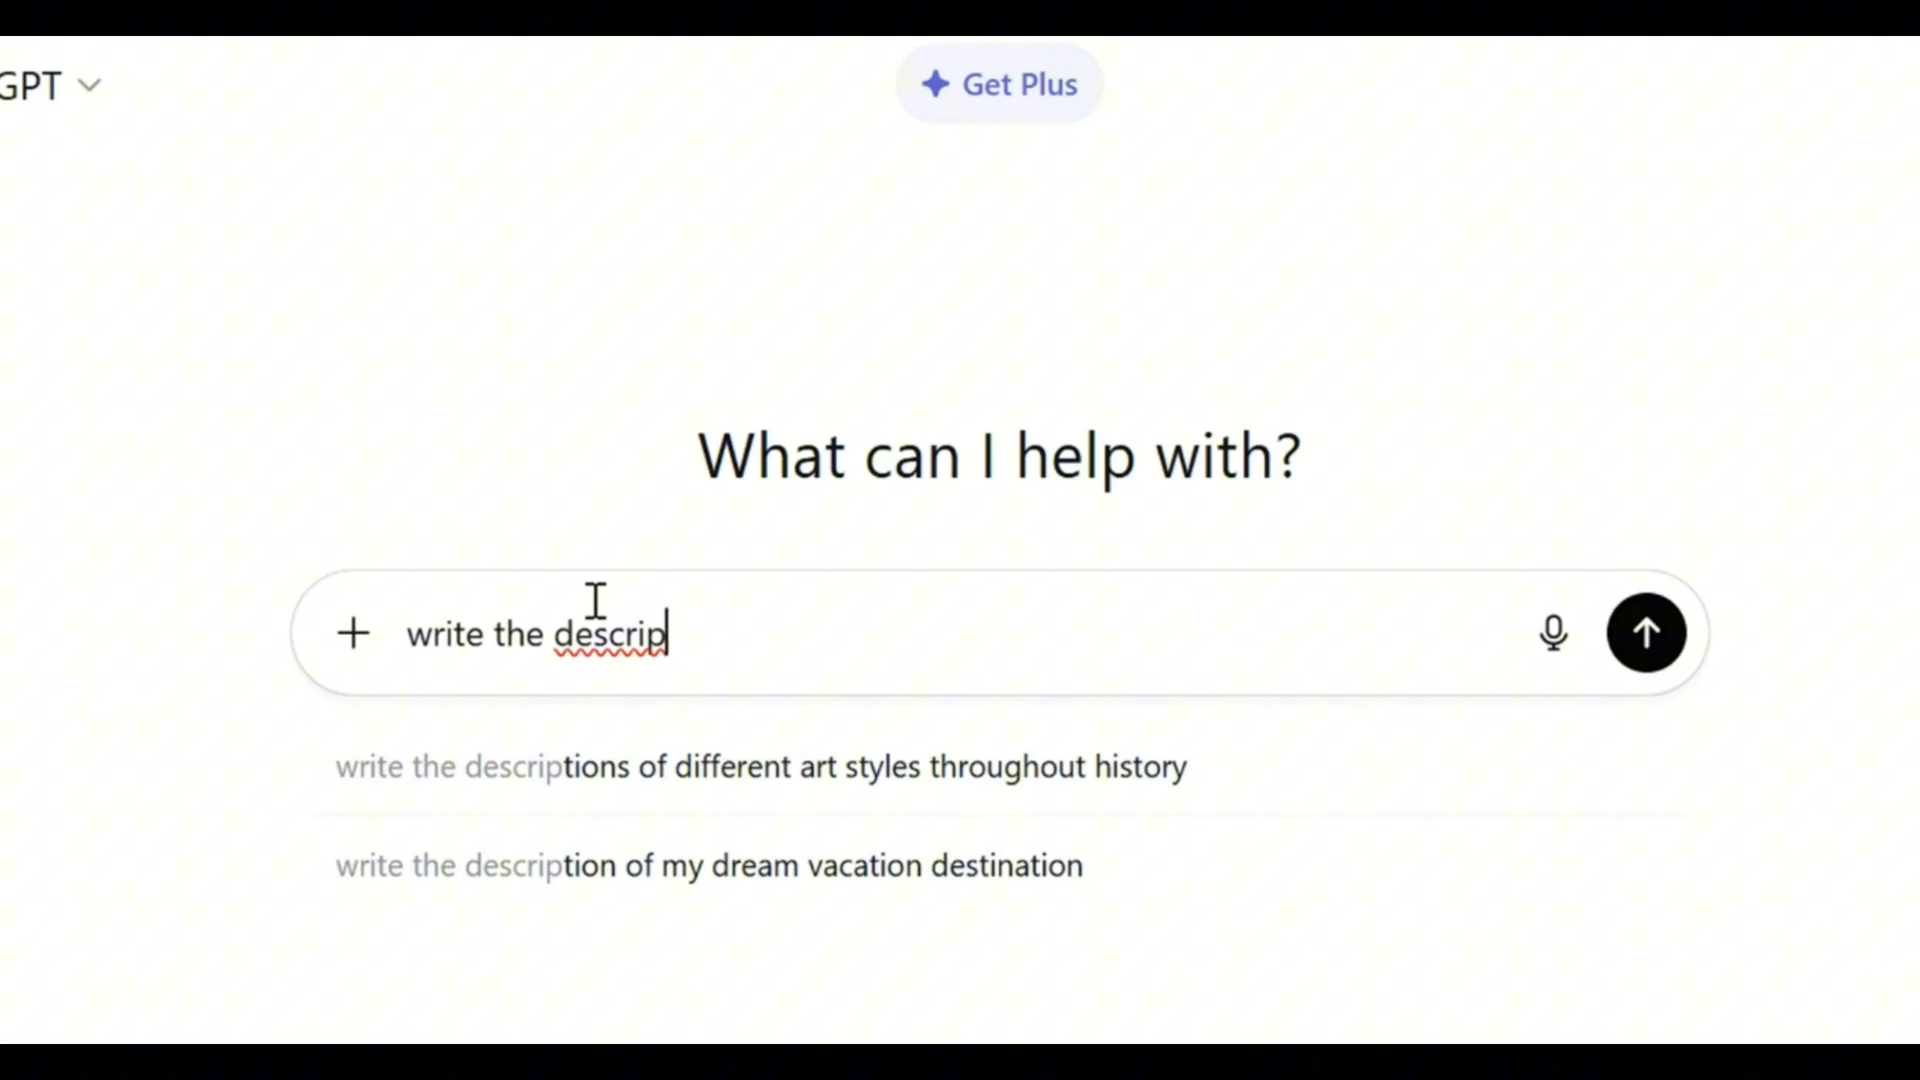 GPT
Get Plus
What can I help with?
write the descrip
write the descriptions of different art styles throughout history
write the description of my dream vacation destination